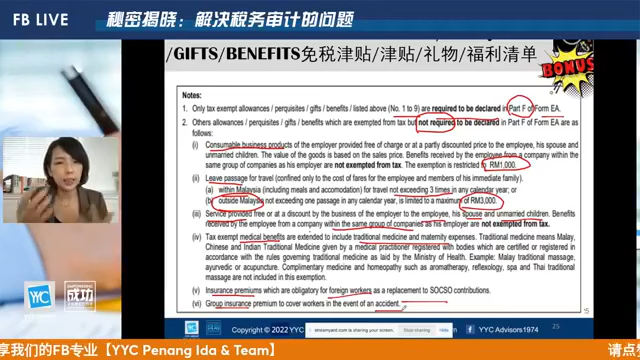 FB LIVE
秘密揭晓：解决税务审计的问题
/GIFTS/BENEFITS免税津贴/津贴/礼物/福利清单
BONUS
Notes:
1. Only tax exempt allowances / perquisites / gifts / benefits / listed above (No. 1 to 9) are required to be declared in Part F of Form EA.
2. Others allowances / perquisites / gifts / benefits which are exempted from tax but not required to be declared in Part F of Form EA are as
follows:
(i) Consumable business products of the employer provided free of charge or at a partly discounted price to the employee, his spouse and
unmarried children. The value of the goods is based on the sales price. Benefits received by the employee from a company within the
same group of companies as his employer are not exempted from tax. The exemption is restricted to RM1,000.
(ii) Leave passage for travel (confined only to the cost of fares for the employee and members of his immediate family).
(a) within Malaysia (including meals and accomodation) for travel not exceeding 3 times in any calendar year; or
(b) outside Malaysia not exceeding one passage in any calendar year, is limited to a maximum of RM3,000.
(iii) Service provided free or at a discount by the business of the employer to the employee, his spouse and unmarried children. Benefits
received by the employee from a company within the same group of companies as his employer are not exempted from tax.
(iv) Tax exempt medical benefits are extended to include traditional medicine and maternity expenses. Traditional medicine means Malay,
Chinese and Indian Traditional Medicine given by a medical practitioner registered with bodies which are certified or registered in
accordance with the rules governing traditional medicine as laid by the Ministry of Health. Example: Malay traditional massage,
ayurvedic or acupuncture. Complimentary medicine and homeopathy such as aromatherapy, reflexology, spa and Thai traditional
massage are not included in this exemption.
(v) Insurance premiums which are obligatory for foreign workers as a replacement to SOCSO contributions.
(vi) Group insurance premium to cover workers in the event of an accident.
YYC
成功
Copyright © 2022 YYC
streamyard.com is sharing your screen.
Stop sharing
YYCAdvisors1974
25
享我们的FB专业【YYC Penang Ida & Team】
请点